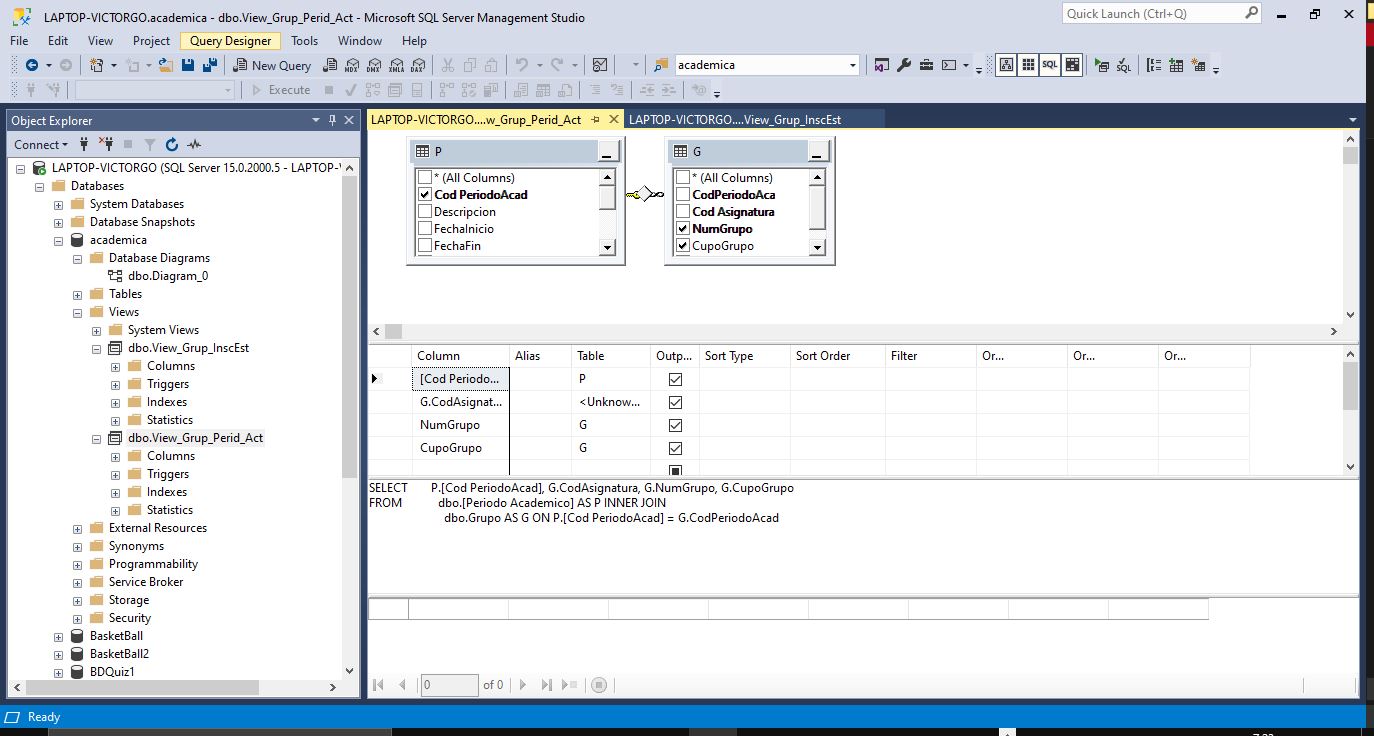 LAPTOP-VICTORGO.academica - dbo.View_Grup_Perid_Act - Microsoft SQL Server Management Studio
Quick Launch (Ctrl+Q)
File Edit View Project Query Designer Tools Window Help
New Query MDX DMX XMLA DAX academica SQL SQL
Execute
Object Explorer
Connect
LAPTOP-VICTORGO (SQL Server 15.0.2000.5 - LAPTOP-
Databases
System Databases
Database Snapshots
academica
Database Diagrams
dbo.Diagram_0
Tables
Views
System Views
dbo.View_Grup_InscEst
Columns
Triggers
Indexes
Statistics
dbo.View_Grup_Perid_Act
Columns
Triggers
Indexes
Statistics
External Resources
Synonyms
Programmability
Service Broker
Storage
Security
BasketBall
BasketBall2
BDQuiz1
LAPTOP-VICTORGO....w_Grup_Perid_Act LAPTOP-VICTORGO....View_Grup_InscEst
P
* (All Columns)
Cod PeriodoAcad
Descripcion
FechaInicio
FechaFin
G
* (All Columns)
CodPeriodoAca
Cod Asignatura
NumGrupo
CupoGrupo
Column Alias Table Outp... Sort Type Sort Order Filter Or... Or... Or...
[Cod Periodo... P
G.CodAsignat... <Unknow...
NumGrupo G
CupoGrupo G
SELECT P.[Cod PeriodoAcad], G.CodAsignatura, G.NumGrupo, G.CupoGrupo
FROM dbo.[Periodo Academico] AS P INNER JOIN
dbo.Grupo AS G ON P.[Cod PeriodoAcad] = G.CodPeriodoAcad
0 of 0
Ready